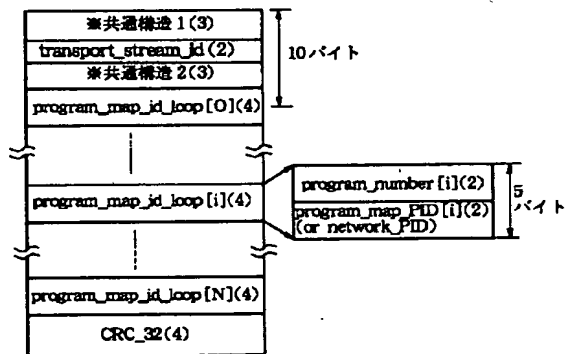 ※共通構造1(3)
transport_stream_id(2)
※共通構造2(3)
program_map_id_loop[0](4)
10バイト
program_map_id_loop[i](4)
program_number[i](2)
program_map_PID[i](2)
(or network_PID)
5
バイト
program_map_id_loop[N](4)
CRC_32(4)